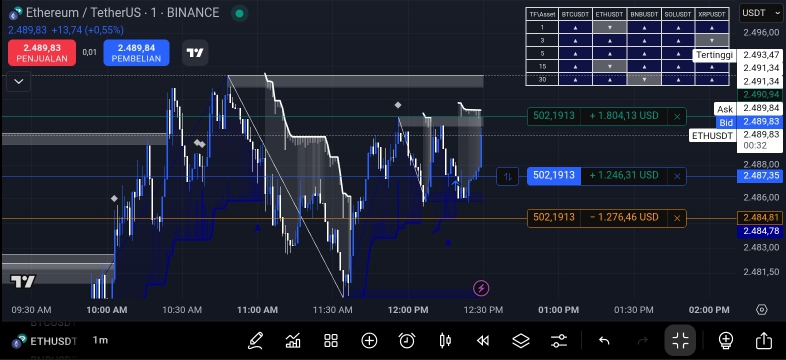 Ethereum / TetherUS · 1 · BINANCE
2.489,83 +13,74 (+0,55%)
2.489,83
PENJUALAN
0,01
2.489,84
PEMBELIAN
TF\Asset BTCUSDT ETHUSDT BNBUSDT SOLUSDT XRPUSDT
1 ▲ ▼ ▲ ▲ ▲
3 ▲ ▲ ▲ ▲ ▼
5 ▲ ▲ ▲ ▲
15 ▲ ▼ ▲ ▲ ▲
30 ▲ ▲ ▼ ▲ ▲
USDT
2.496,00
Tertinggi 2.493,47
2.491,34
2.491,34
2.490,94
Ask 2.489,84
Bid 2.489,83
ETHUSDT 2.489,83
00:32
2.488,00
2.487,35
2.486,00
2.484,81
2.484,78
2.483,00
2.481,50
502,1913 + 1.804,13 USD ×
502,1913 + 1.246,31 USD ×
502,1913 − 1.276,46 USD ×
09:30 AM 10:00 AM 10:30 AM 11:00 AM 11:30 AM 12:00 PM 12:30 PM 01:00 PM 01:30 PM 02:00 PM
BTCUSDT
ETHUSDT 1m